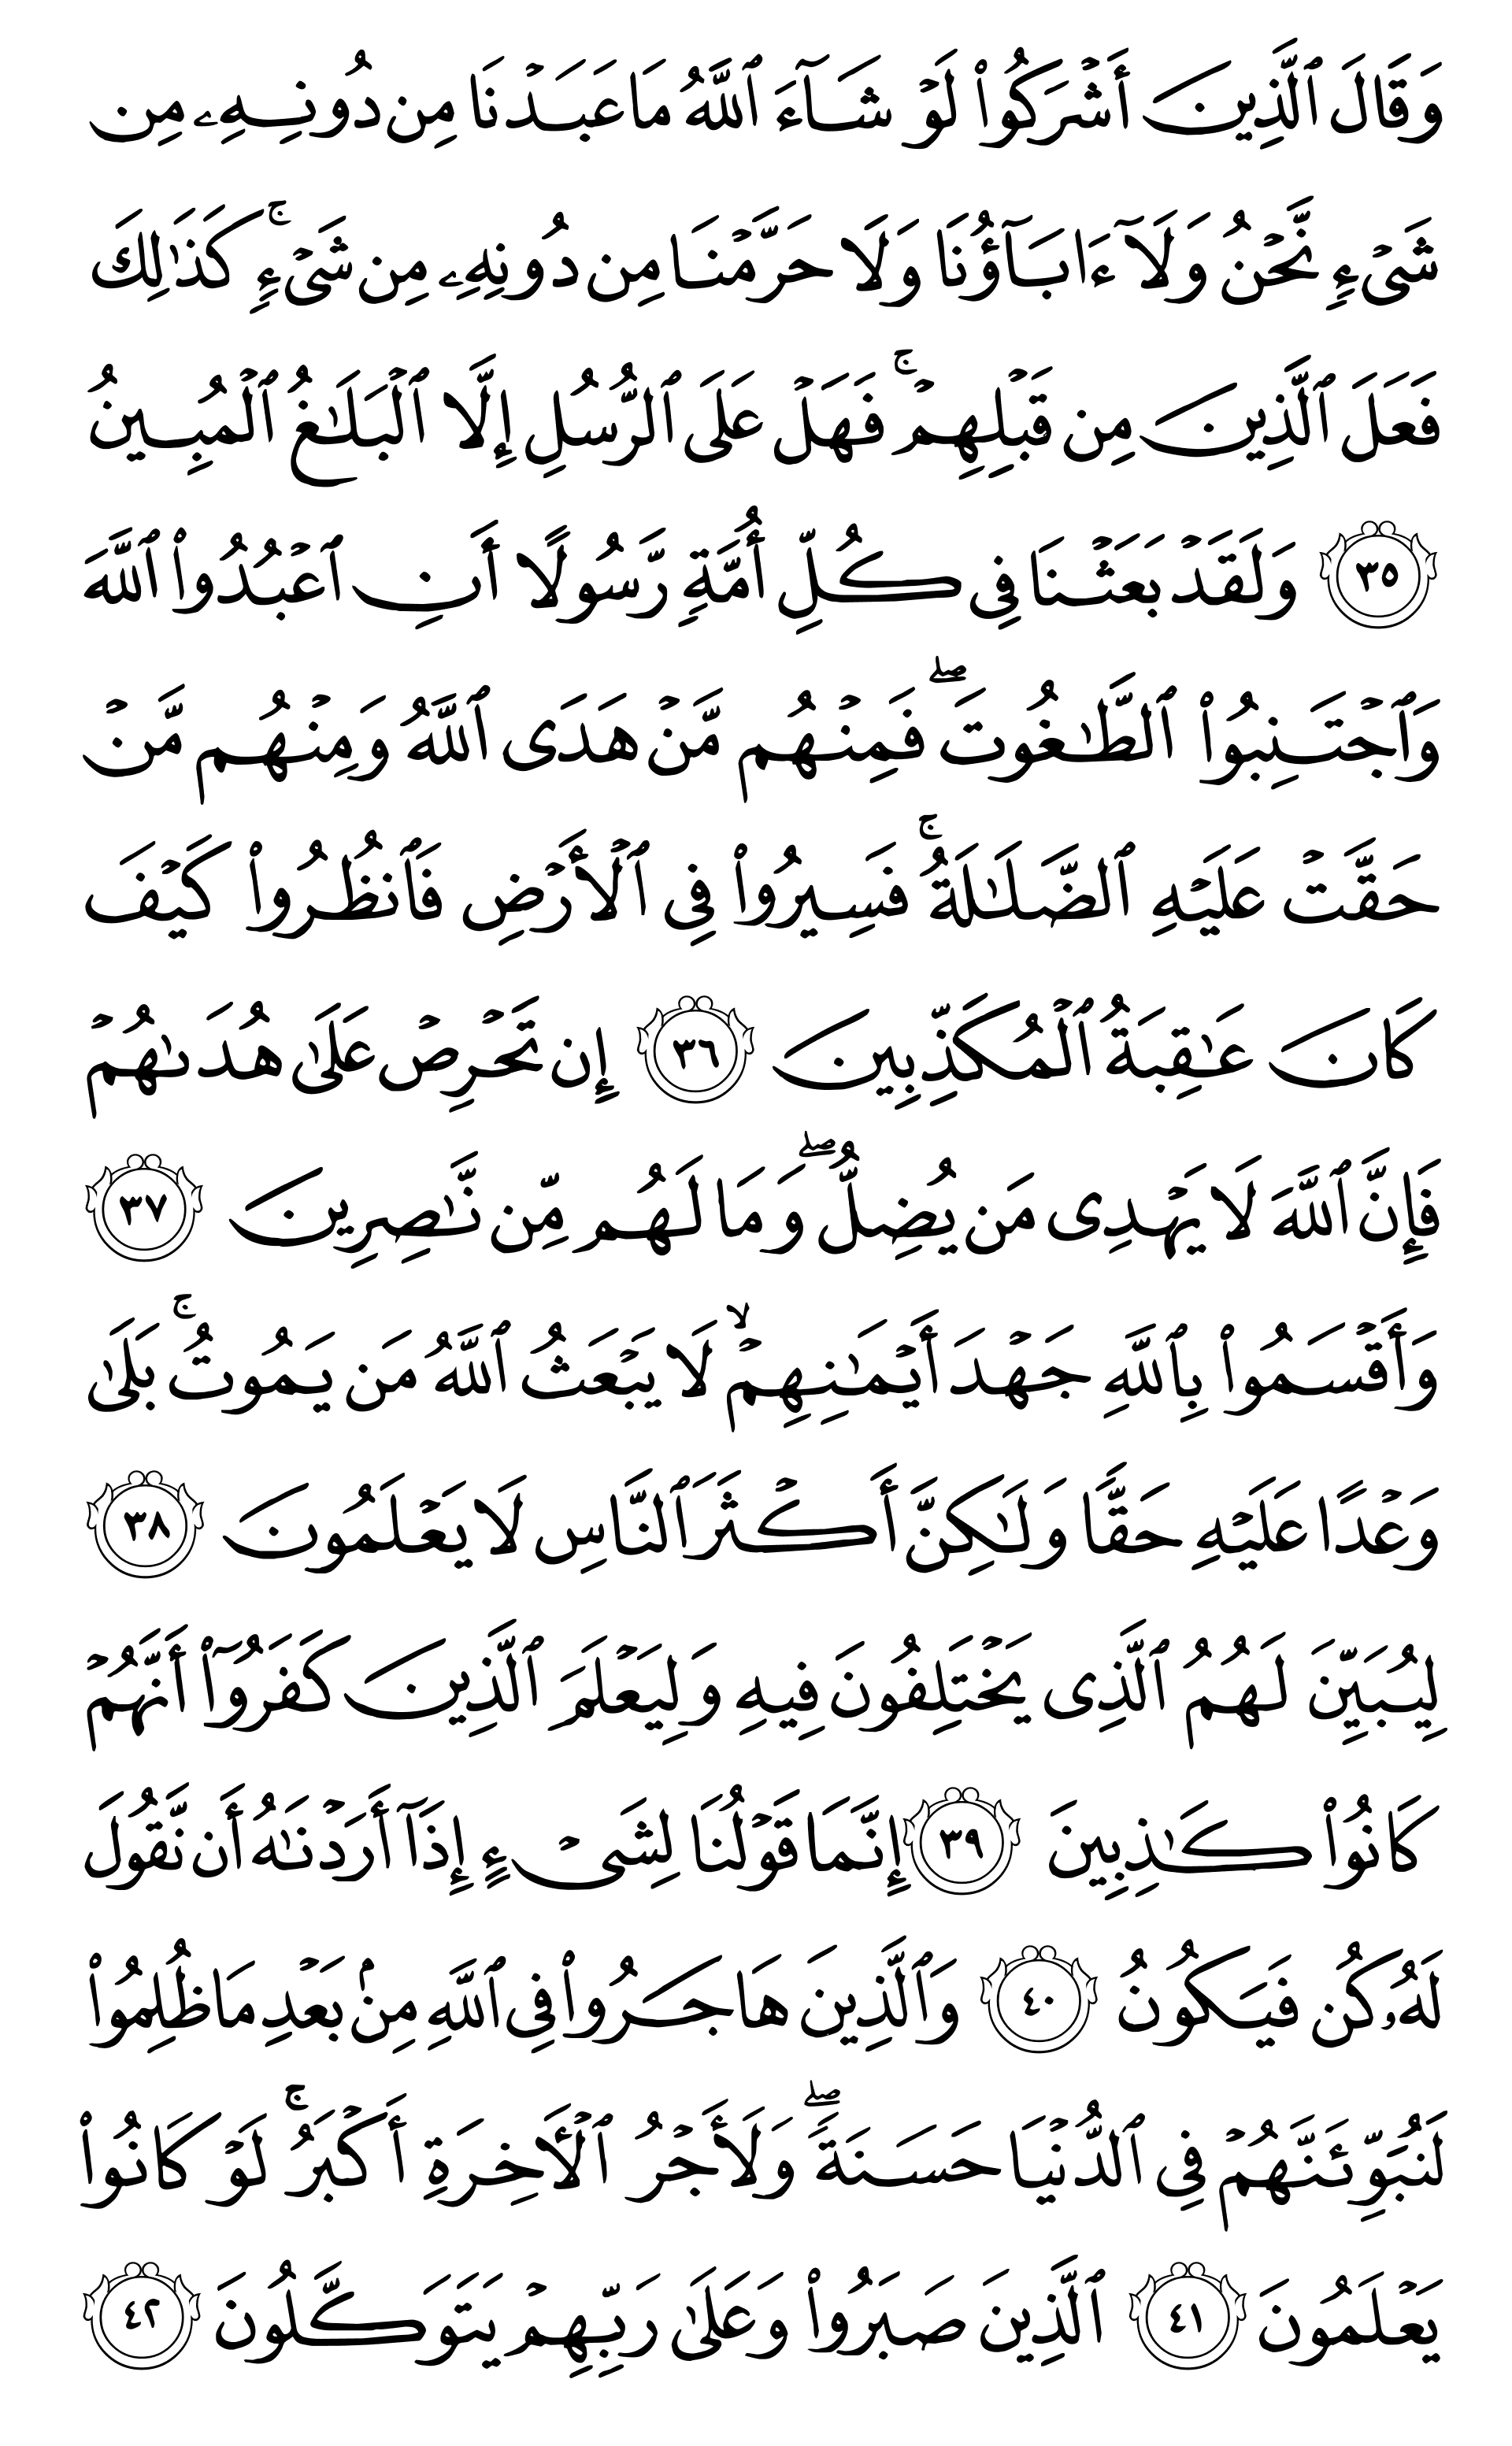 وَقَالَ ٱلَّذِينَ أَشْرَكُوا۟ لَوْ شَآءَ ٱللَّهُ مَا عَبَدْنَا مِن دُونِهِۦ مِن
شَىْءٍ نَّحْنُ وَلَآ ءَابَآؤُنَا وَلَا حَرَّمْنَا مِن دُونِهِۦ مِن شَىْءٍ ۚ كَذَٰلِكَ
فَعَلَ ٱلَّذِينَ مِن قَبْلِهِمْ ۚ فَهَلْ عَلَى ٱلرُّسُلِ إِلَّا ٱلْبَلَٰغُ ٱلْمُبِينُ
٣٥ وَلَقَدْ بَعَثْنَا فِى كُلِّ أُمَّةٍ رَّسُولًا أَنِ ٱعْبُدُوا۟ ٱللَّهَ
وَٱجْتَنِبُوا۟ ٱلطَّٰغُوتَ ۖ فَمِنْهُم مَّنْ هَدَى ٱللَّهُ وَمِنْهُم مَّنْ
حَقَّتْ عَلَيْهِ ٱلضَّلَٰلَةُ ۚ فَسِيرُوا۟ فِى ٱلْأَرْضِ فَٱنظُرُوا۟ كَيْفَ
كَانَ عَٰقِبَةُ ٱلْمُكَذِّبِينَ ٣٦ إِن تَحْرِصْ عَلَىٰ هُدَىٰهُمْ
فَإِنَّ ٱللَّهَ لَا يَهْدِى مَن يُضِلُّ ۖ وَمَا لَهُم مِّن نَّٰصِرِينَ ٣٧
وَأَقْسَمُوا۟ بِٱللَّهِ جَهْدَ أَيْمَٰنِهِمْ ۙ لَا يَبْعَثُ ٱللَّهُ مَن يَمُوتُ ۚ بَلَىٰ
وَعْدًا عَلَيْهِ حَقًّا وَلَٰكِنَّ أَكْثَرَ ٱلنَّاسِ لَا يَعْلَمُونَ ٣٨
لِيُبَيِّنَ لَهُمُ ٱلَّذِى يَخْتَلِفُونَ فِيهِ وَلِيَعْلَمَ ٱلَّذِينَ كَفَرُوٓا۟ أَنَّهُمْ
كَانُوا۟ كَٰذِبِينَ ٣٩ إِنَّمَا قَوْلُنَا لِشَىْءٍ إِذَآ أَرَدْنَٰهُ أَن نَّقُولَ
لَهُۥ كُن فَيَكُونُ ٤٠ وَٱلَّذِينَ هَاجَرُوا۟ فِى ٱللَّهِ مِنۢ بَعْدِ مَا ظُلِمُوا۟
لَنُبَوِّئَنَّهُمْ فِى ٱلدُّنْيَا حَسَنَةً ۖ وَلَأَجْرُ ٱلْءَاخِرَةِ أَكْبَرُ ۚ لَوْ كَانُوا۟
يَعْلَمُونَ ٤١ ٱلَّذِينَ صَبَرُوا۟ وَعَلَىٰ رَبِّهِمْ يَتَوَكَّلُونَ ٤٢